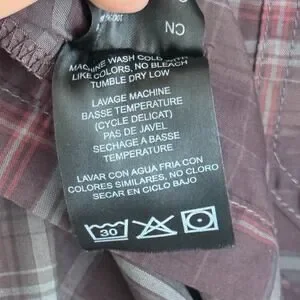 CN
MACHINE WASH COLD
LIKE COLORS, NO BLEACH
TUMBLE DRY LOW
LAVAGE MACHINE
BASSE TEMPERATURE
(CYCLE DELICAT)
PAS DE JAVEL
SECHAGE A BASSE
TEMPERATURE
LAVAR CON AGUA FRIA CON
COLORES SIMILARES, NO CLORO
SECAR EN CICLO BAJO
30